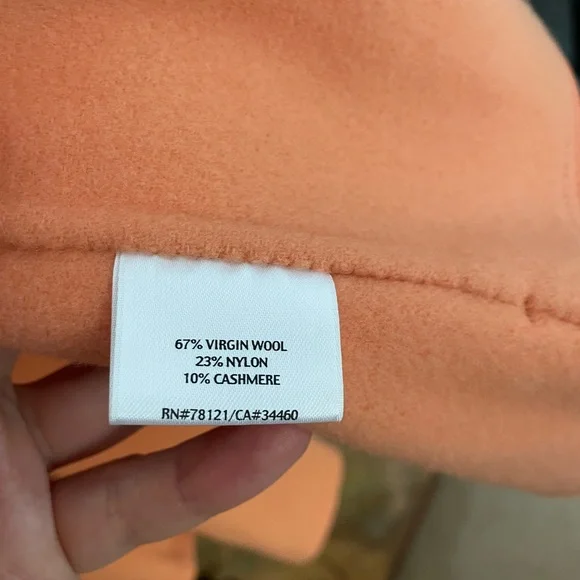 67% VIRGIN WOOL
23% NYLON
10% CASHMERE
RN#78121/CA#34460